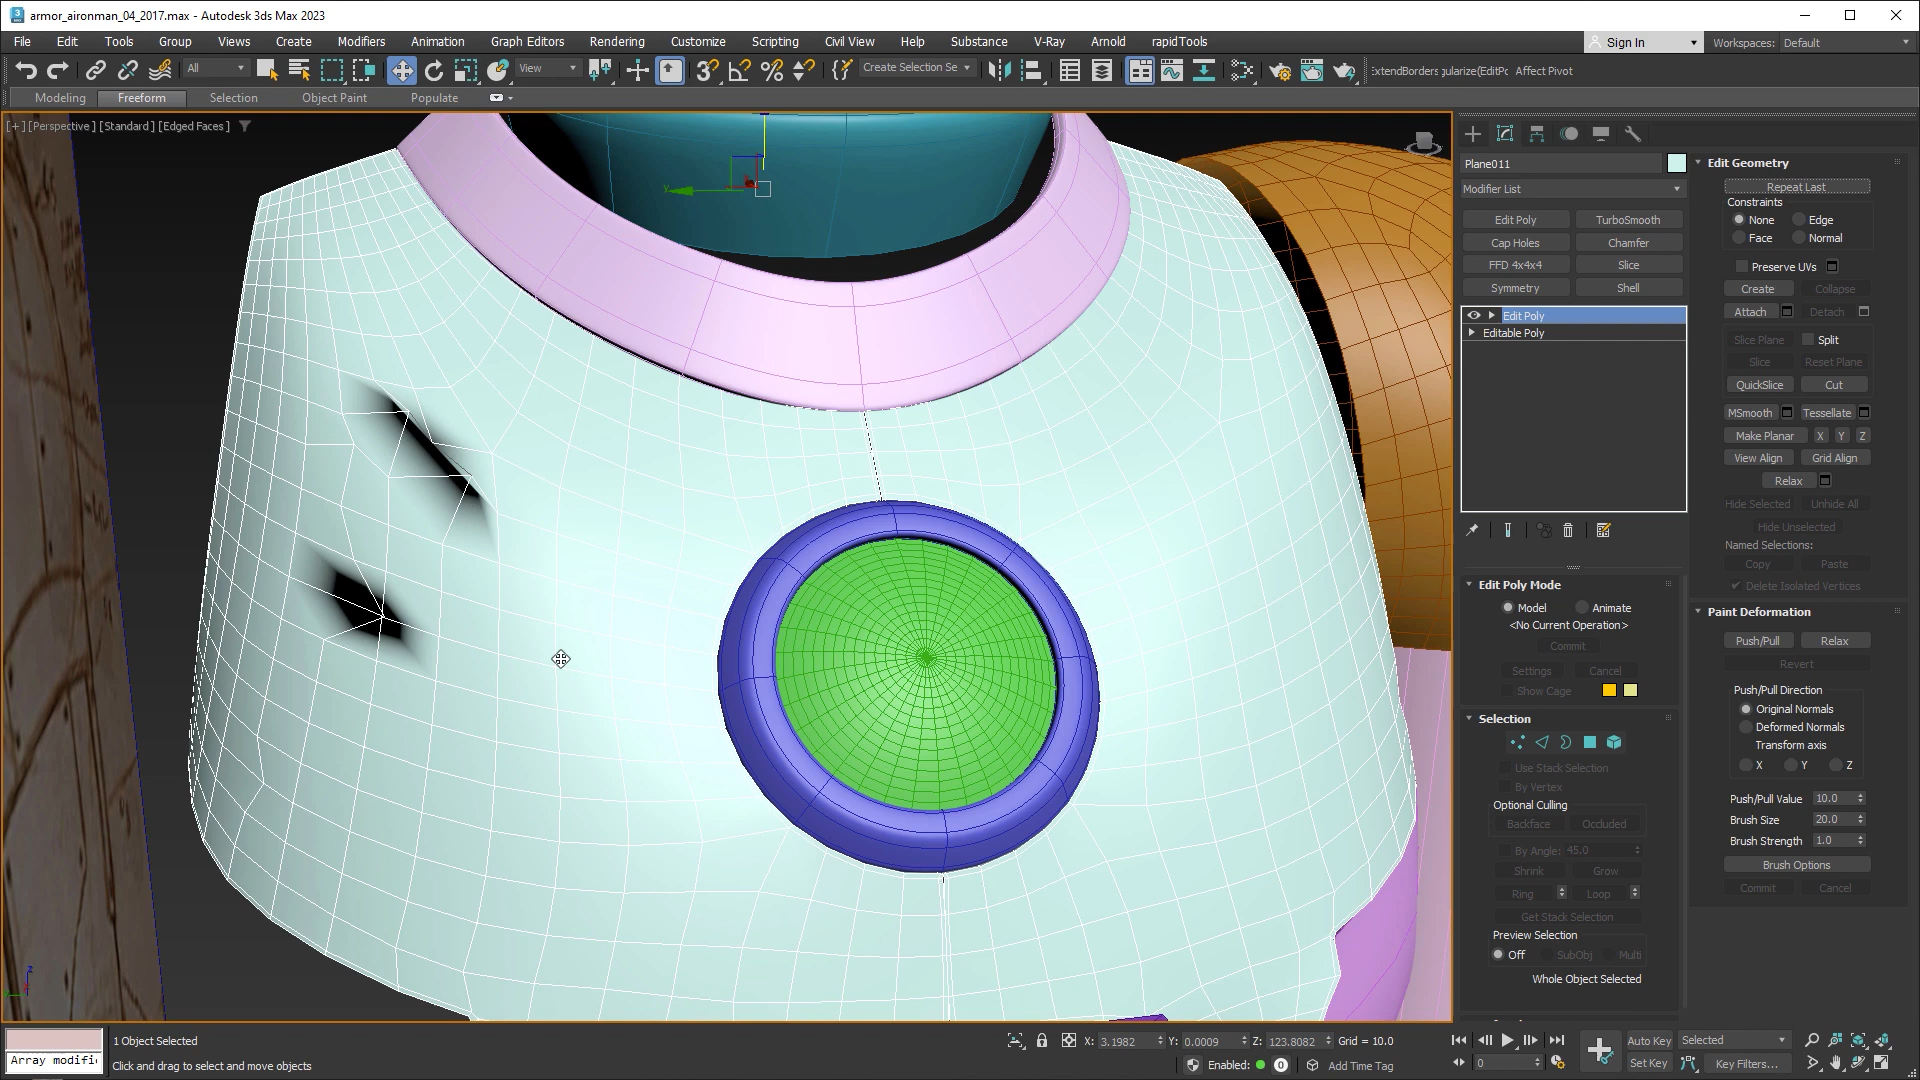 armor_aironman_04_2017.max - Autodesk 3ds Max 2023
File Edit Tools Group Views Create Modifiers Animation Graph Editors Rendering Customize Scripting Civil View Help Substance V-Ray Arnold rapidTools
Sign In Workspaces: Default
All View Create Selection Se ExtendBorders gularize(EditPc Affect Pivot
Modeling Freeform Selection Object Paint Populate
[+] [Perspective] [Standard] [Edged Faces]
Plane011
Modifier List
Edit Poly TurboSmooth
Cap Holes Chamfer
FFD 4x4x4 Slice
Symmetry Shell
Edit Poly
Editable Poly
Edit Poly Mode
Model Animate
<No Current Operation>
Commit
Settings Cancel
Show Cage
Selection
Use Stack Selection
By Vertex
Optional Culling
Backface Occluded
By Angle: 45.0
Shrink Grow
Ring Loop
Get Stack Selection
Preview Selection
Off SubObj Multi
Whole Object Selected
Edit Geometry
Repeat Last
Constraints
None Edge
Face Normal
Preserve UVs
Create Collapse
Attach Detach
Slice Plane Split
Slice Reset Plane
QuickSlice Cut
MSmooth Tessellate
Make Planar X Y Z
View Align Grid Align
Relax
Hide Selected Unhide All
Hide Unselected
Named Selections:
Copy Paste
Delete Isolated Vertices
Paint Deformation
Push/Pull Relax
Revert
Push/Pull Direction
Original Normals
Deformed Normals
Transform axis
X Y Z
Push/Pull Value 10.0
Brush Size 20.0
Brush Strength 1.0
Brush Options
Commit Cancel
1 Object Selected
Array modifi
Click and drag to select and move objects
X: 3.1982 Y: 0.0009 Z: 123.8082 Grid = 10.0
Enabled: 0 Add Time Tag
0
Auto Key Selected
Set Key Key Filters...